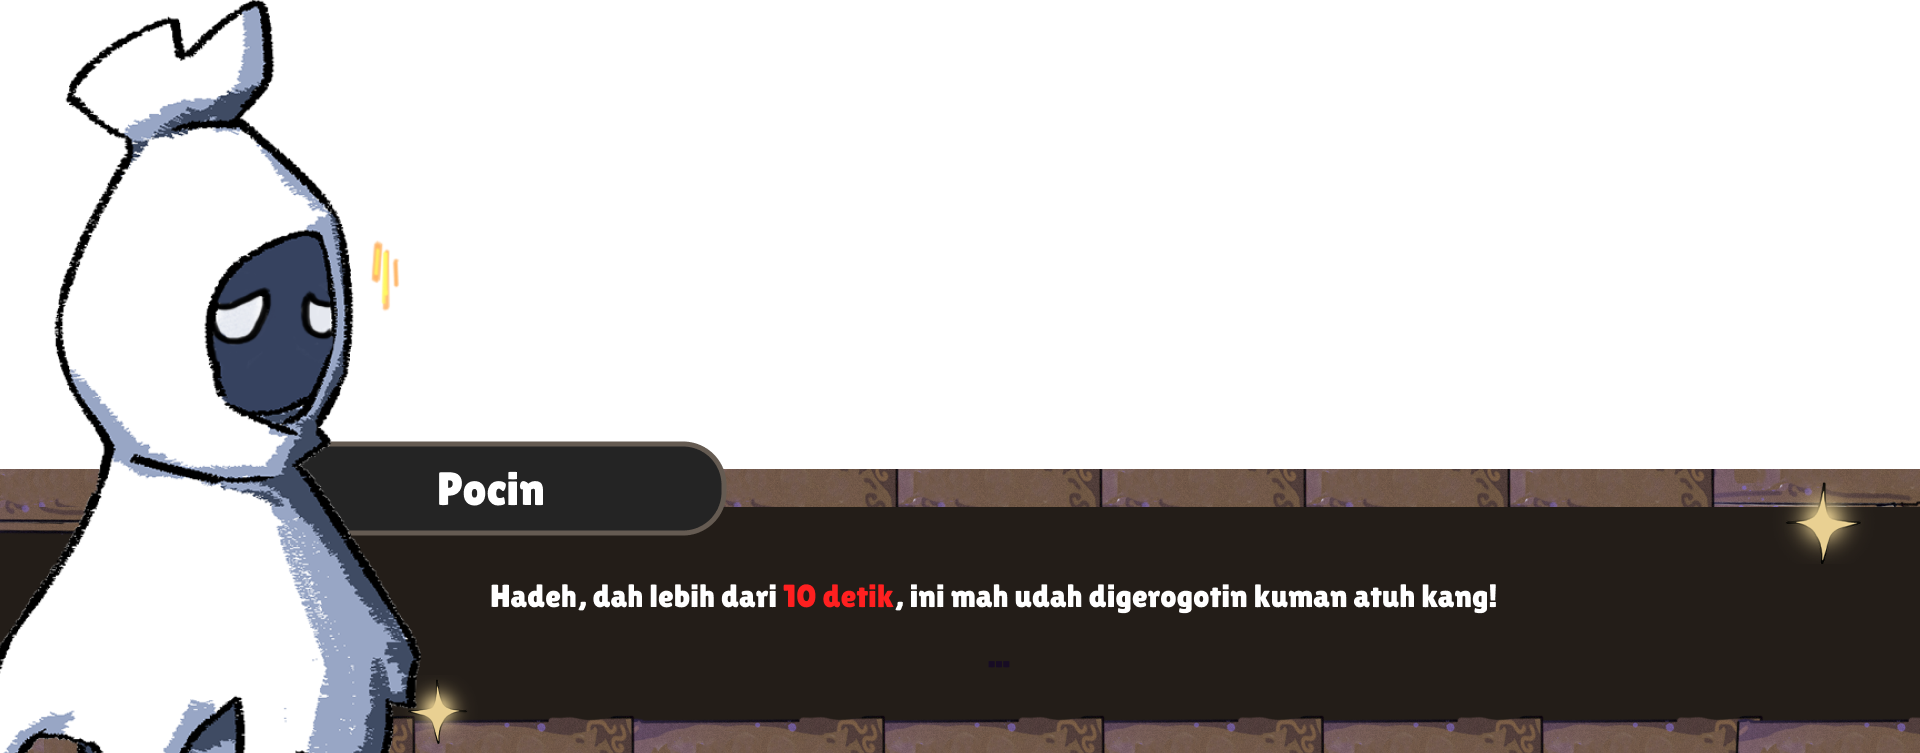 Pocin
Hadeh, dah lebih dari 10 detik, ini mah udah digerogotin kuman atuh kang!
...